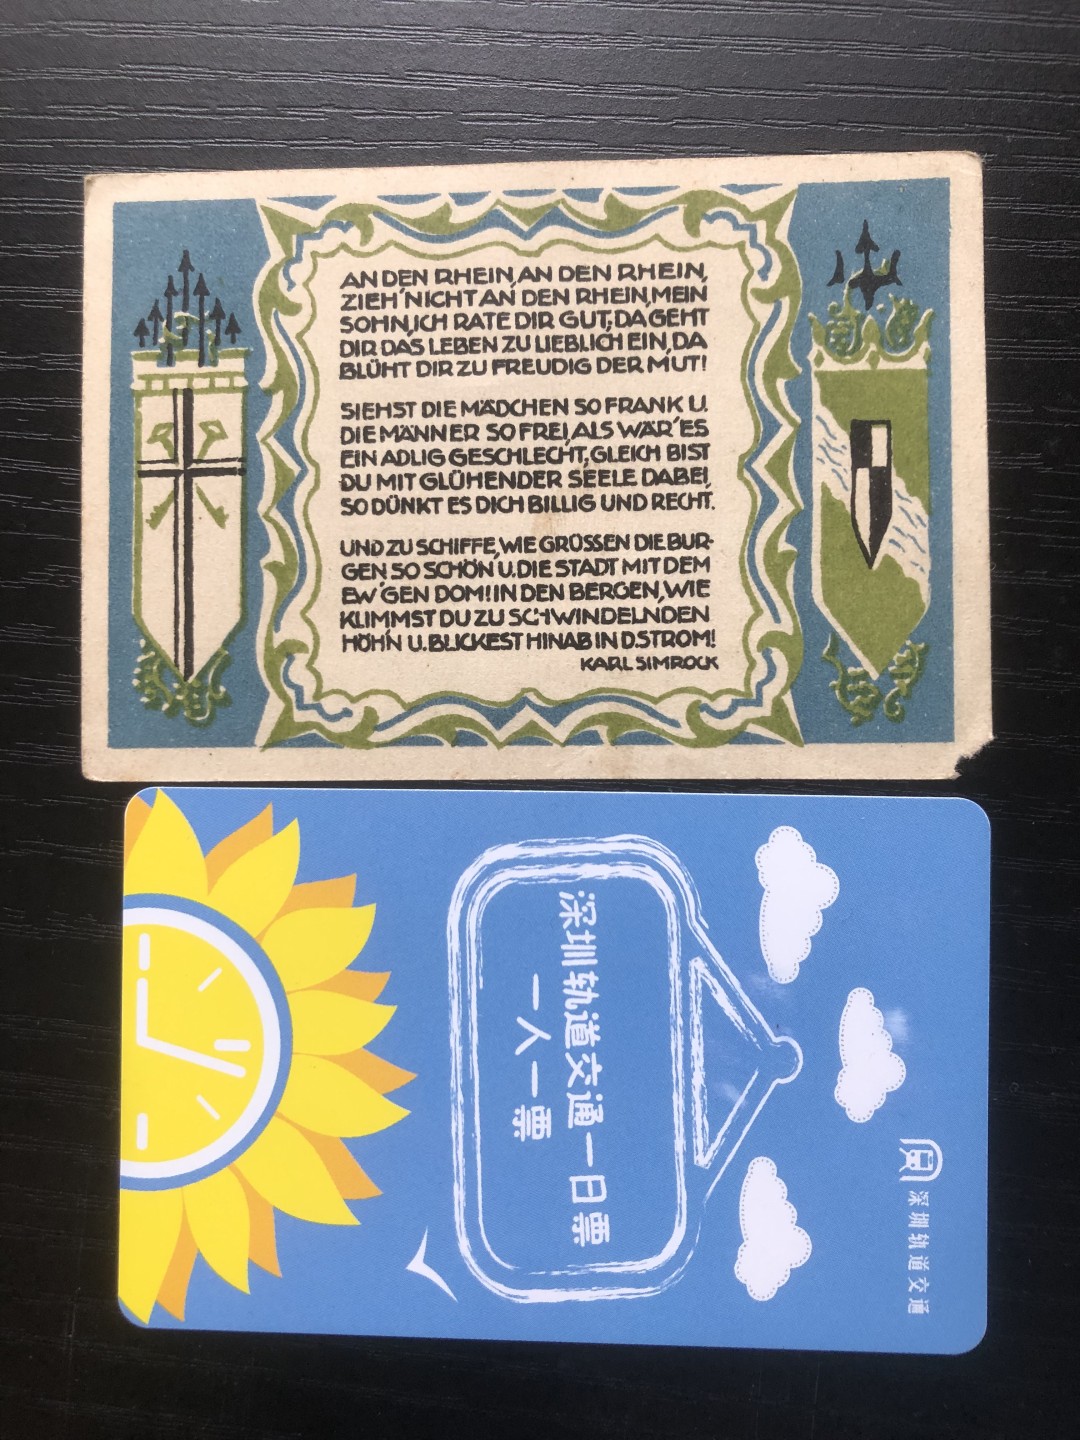 AN DEN RHEIN, AN DEN RHEIN,
ZIEH' NICHT AN DEN RHEIN, MEIN
SOHN, ICH RATE DIR GUT; DA GEHT
DIR DAS LEBEN ZU LIEBLICH EIN, DA
BLÜHT DIR ZU FREUDIG DER MUT!
SIEHST DIE MÄDCHEN SO FRANK U.
DIE MÄNNER SO FREI, ALS WÄR' ES
EIN ADLIG GESCHLECHT, GLEICH BIST
DU MIT GLÜHENDER SEELE DABEI,
SO DÜNKT ES DICH BILLIG UND RECHT.
UND ZU SCHIFFE, WIE GRÜSSEN DIE BUR-
GEN SO SCHÖN U. DIE STADT MIT DEM
EW'GEN DOM! IN DEN BERGEN, WIE
KLIMMST DU ZU SCHWINDELNDEN
HÖH'N U. BLICKEST HINAB IN D. STROM!
KARL SIMROCK
深圳轨道交通
深圳轨道交通一日票
一人一票